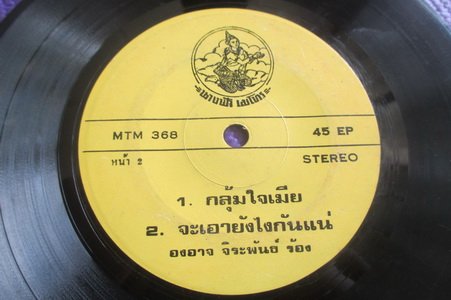 MTM 368 45 EP
หน้า 2 STEREO
1. กลุ้มใจเมีย
2. จะเอายังไงกันแน่
องอาจ จิระพันธ์ ร้อง